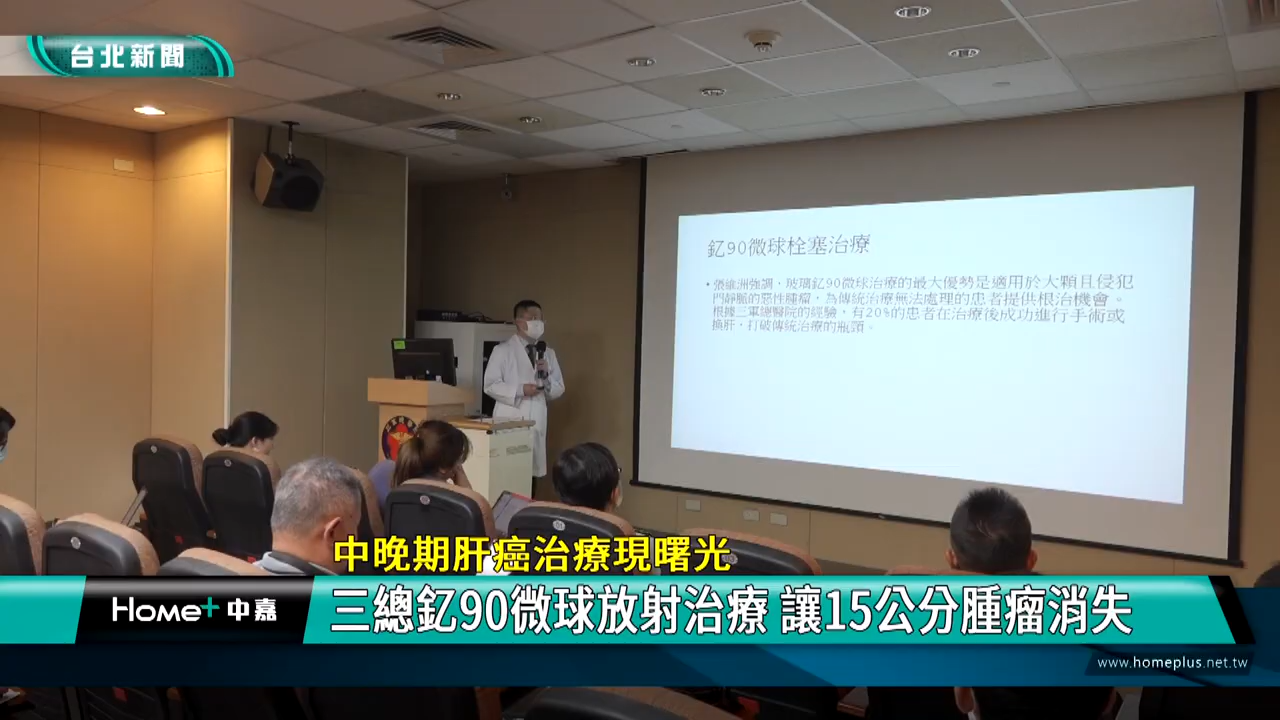 台北新聞
釔90微球栓塞治療
• 張維洲強調，玻璃釔90微球治療的最大優勢是適用於大顆且侵犯
門靜脈的惡性腫瘤，為傳統治療無法處理的患者提供根治機會。
根據三軍總醫院的經驗，有20%的患者在治療後成功進行手術或
換肝，打破傳統治療的瓶頸。
中晚期肝癌治療現曙光
Home+ 中嘉
三總釔90微球放射治療 讓15公分腫瘤消失
www.homeplus.net.tw